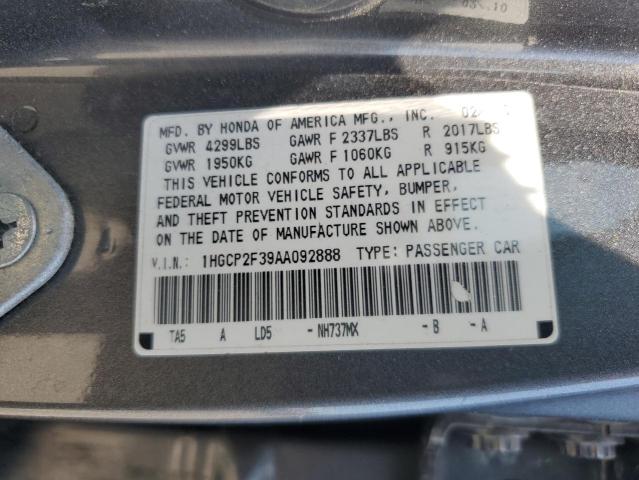 MFD. BY HONDA OF AMERICA MFG., INC.
GVWR 4299LBS GAWR F 2337LBS R 2017LBS
GVWR 1950KG GAWR F 1060KG R 915KG
THIS VEHICLE CONFORMS TO ALL APPLICABLE
FEDERAL MOTOR VEHICLE SAFETY, BUMPER,
AND THEFT PREVENTION STANDARDS IN EFFECT
ON THE DATE OF MANUFACTURE SHOWN ABOVE.
V.I.N.: 1HGCP2F39AA092888 TYPE: PASSENGER CAR
TA5 A LD5 -NH737MX -B -A